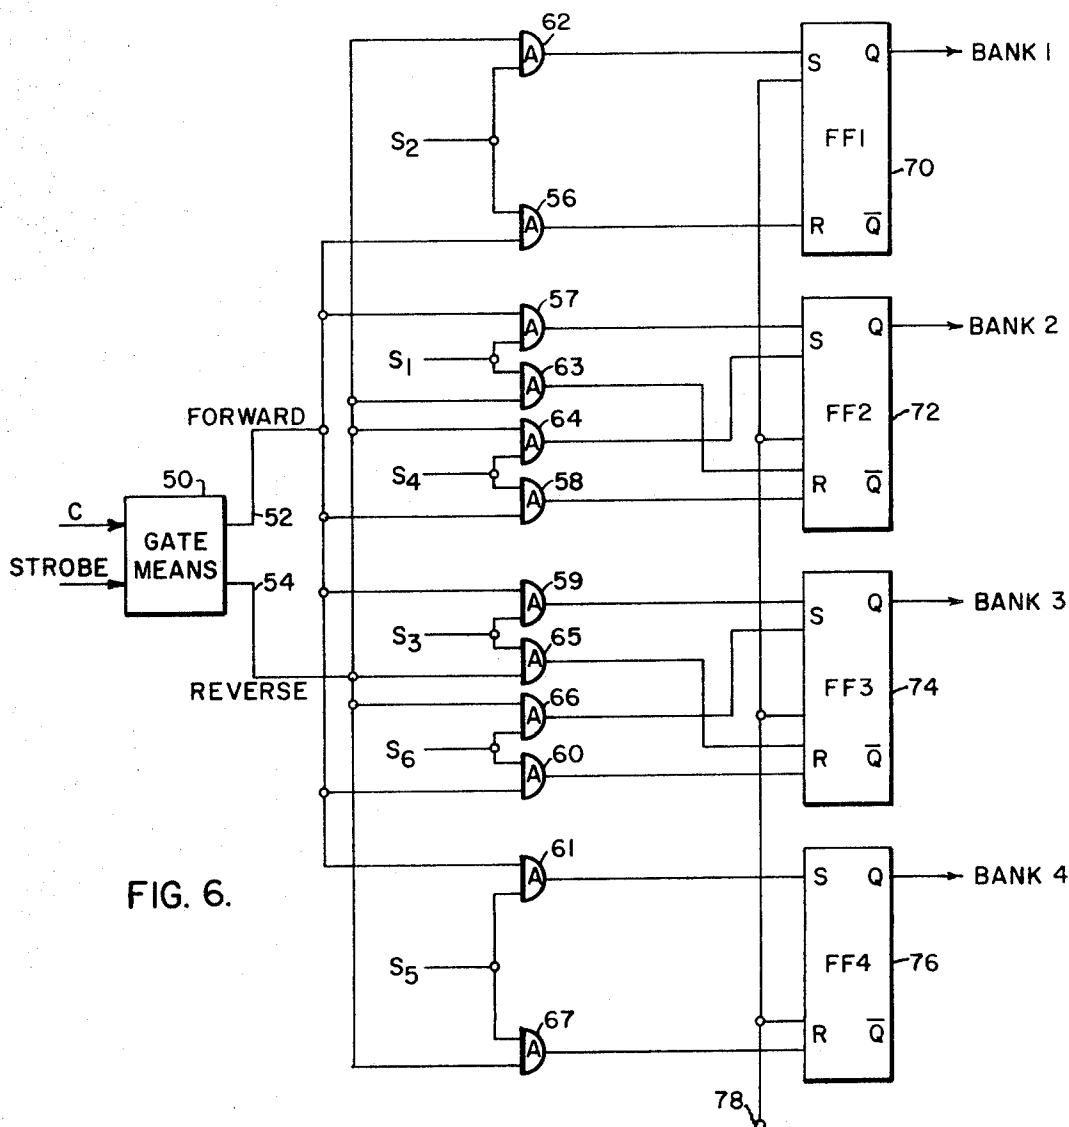 62
S Q BANK 1
S2
FF1
70
56
R Q̅
57
S Q BANK 2
S1
63
FORWARD
64
FF2 72
S4
50
58
R Q̅
C
52
GATE MEANS
STROBE
54
59
S Q BANK 3
S3
65
REVERSE
66
FF3 74
S6
60
R Q̅
61
S Q BANK 4
FIG. 6.
S5
FF4 76
67
R Q̅
78
A
A
A
A
A
A
A
A
A
A
A
A